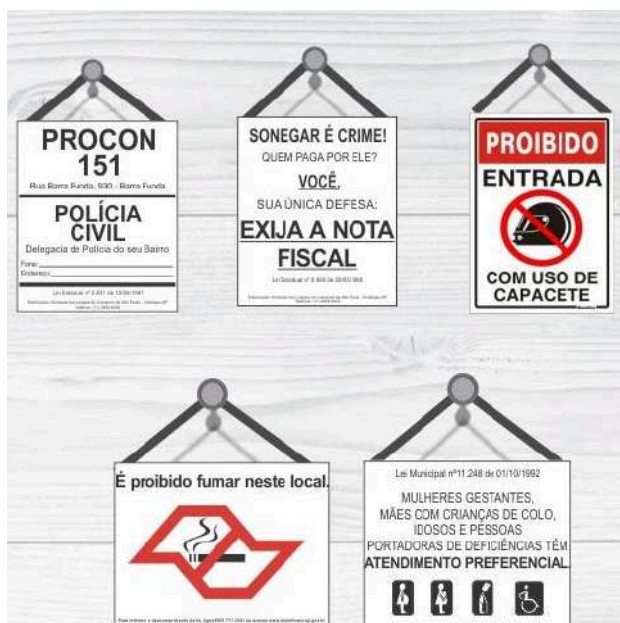 PROCON
151
Rua Barra Funda, 930 - Barra Funda
POLÍCIA
CIVIL
Delegacia de Polícia do seu Bairro
Fone:
Endereço:
SONEGAR É CRIME!
QUEM PAGA POR ELE?
VOCÊ.
SUA ÚNICA DEFESA:
EXIJA A NOTA
FISCAL
PROIBIDO
ENTRADA
COM USO DE
CAPACETE
É proibido fumar neste local.
Lei Municipal nº11.248 de 01/10/1992
MULHERES GESTANTES,
MÃES COM CRIANÇAS DE COLO,
IDOSOS E PESSOAS
PORTADORAS DE DEFICIÊNCIAS TÊM
ATENDIMENTO PREFERENCIAL